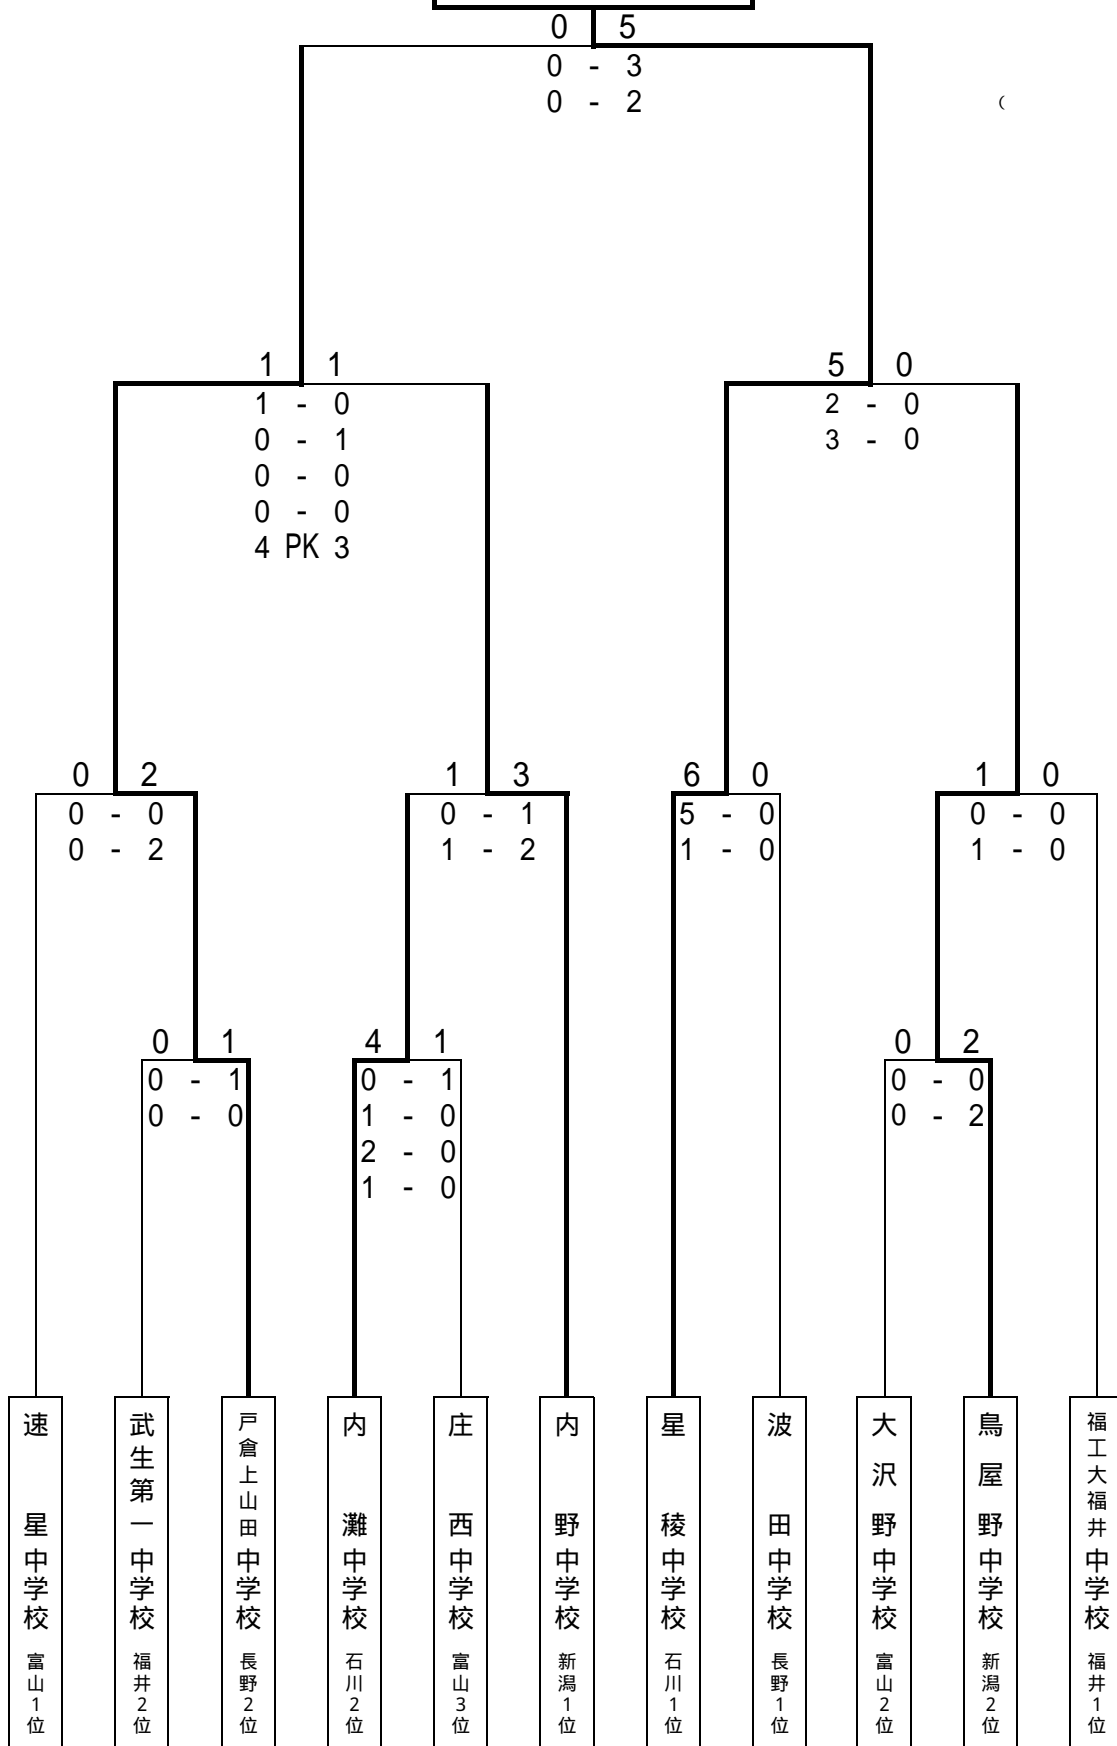 0 5
0 - 3
0 - 2
(
1 1
1 - 0
0 - 1
0 - 0
0 - 0
4 PK 3
5 0
2 - 0
3 - 0
0 2
0 - 0
0 - 2
1 3
0 - 1
1 - 2
6 0
5 - 0
1 - 0
1 0
0 - 0
1 - 0
0 1
0 - 1
0 - 0
4 1
0 - 1
1 - 0
2 - 0
1 - 0
0 2
0 - 0
0 - 2
速星中学校 富山1位
武生第一中学校 福井2位
戸倉上山田中学校 長野2位
内灘中学校 石川2位
庄西中学校 富山3位
内野中学校 新潟1位
星稜中学校 石川1位
波田中学校 長野1位
大沢野中学校 富山2位
鳥屋野中学校 新潟2位
福工大福井中学校 福井1位